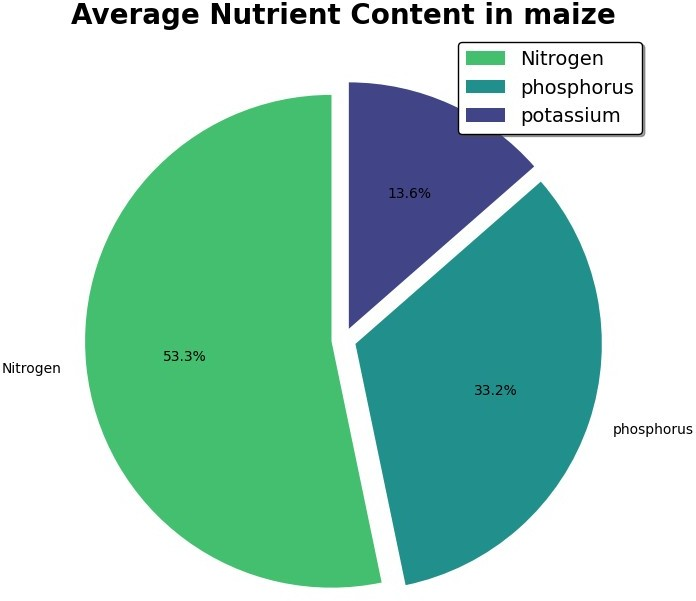 Average Nutrient Content in maize
Nitrogen
phosphorus
potassium
13.6%
53.3%
Nitrogen
33.2%
phosphorus